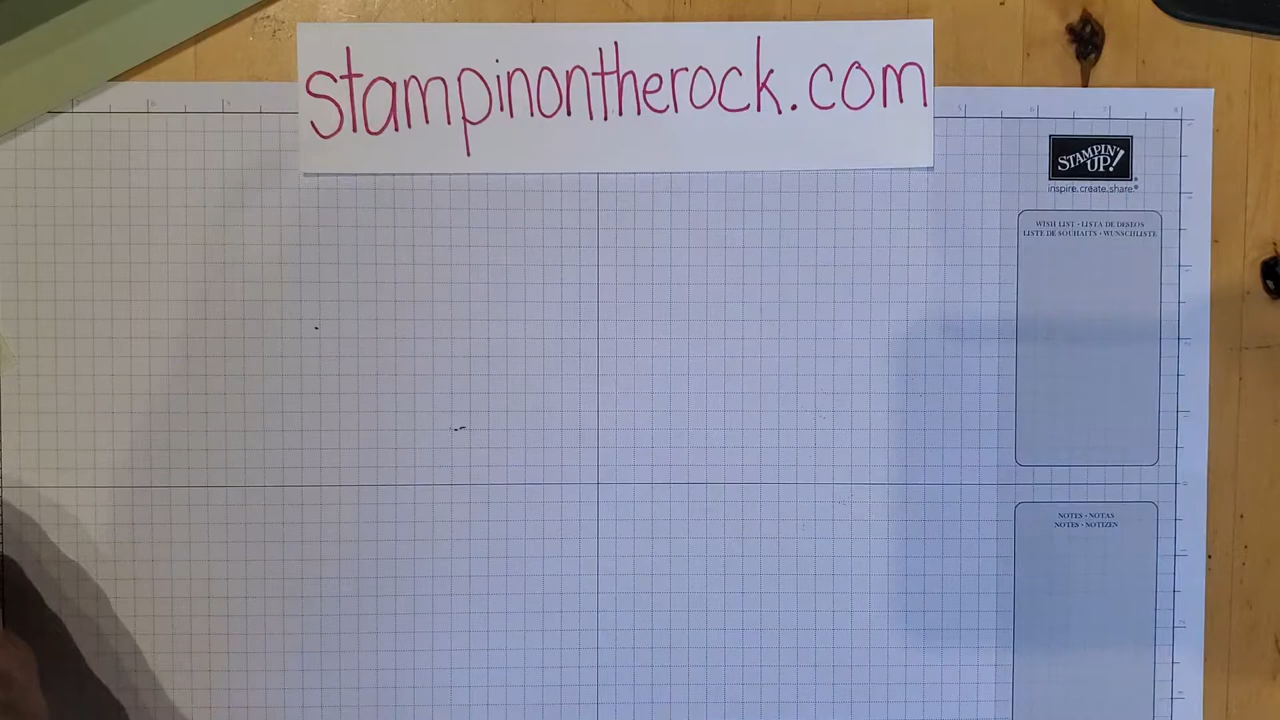 stampinontherock.com
STAMPIN' UP!®
inspire.create.share.®
WISH LIST • LISTA DE DESEOS
LISTE DE SOUHAITS • WUNSCHLISTE
NOTES • NOTAS
NOTES • NOTIZEN